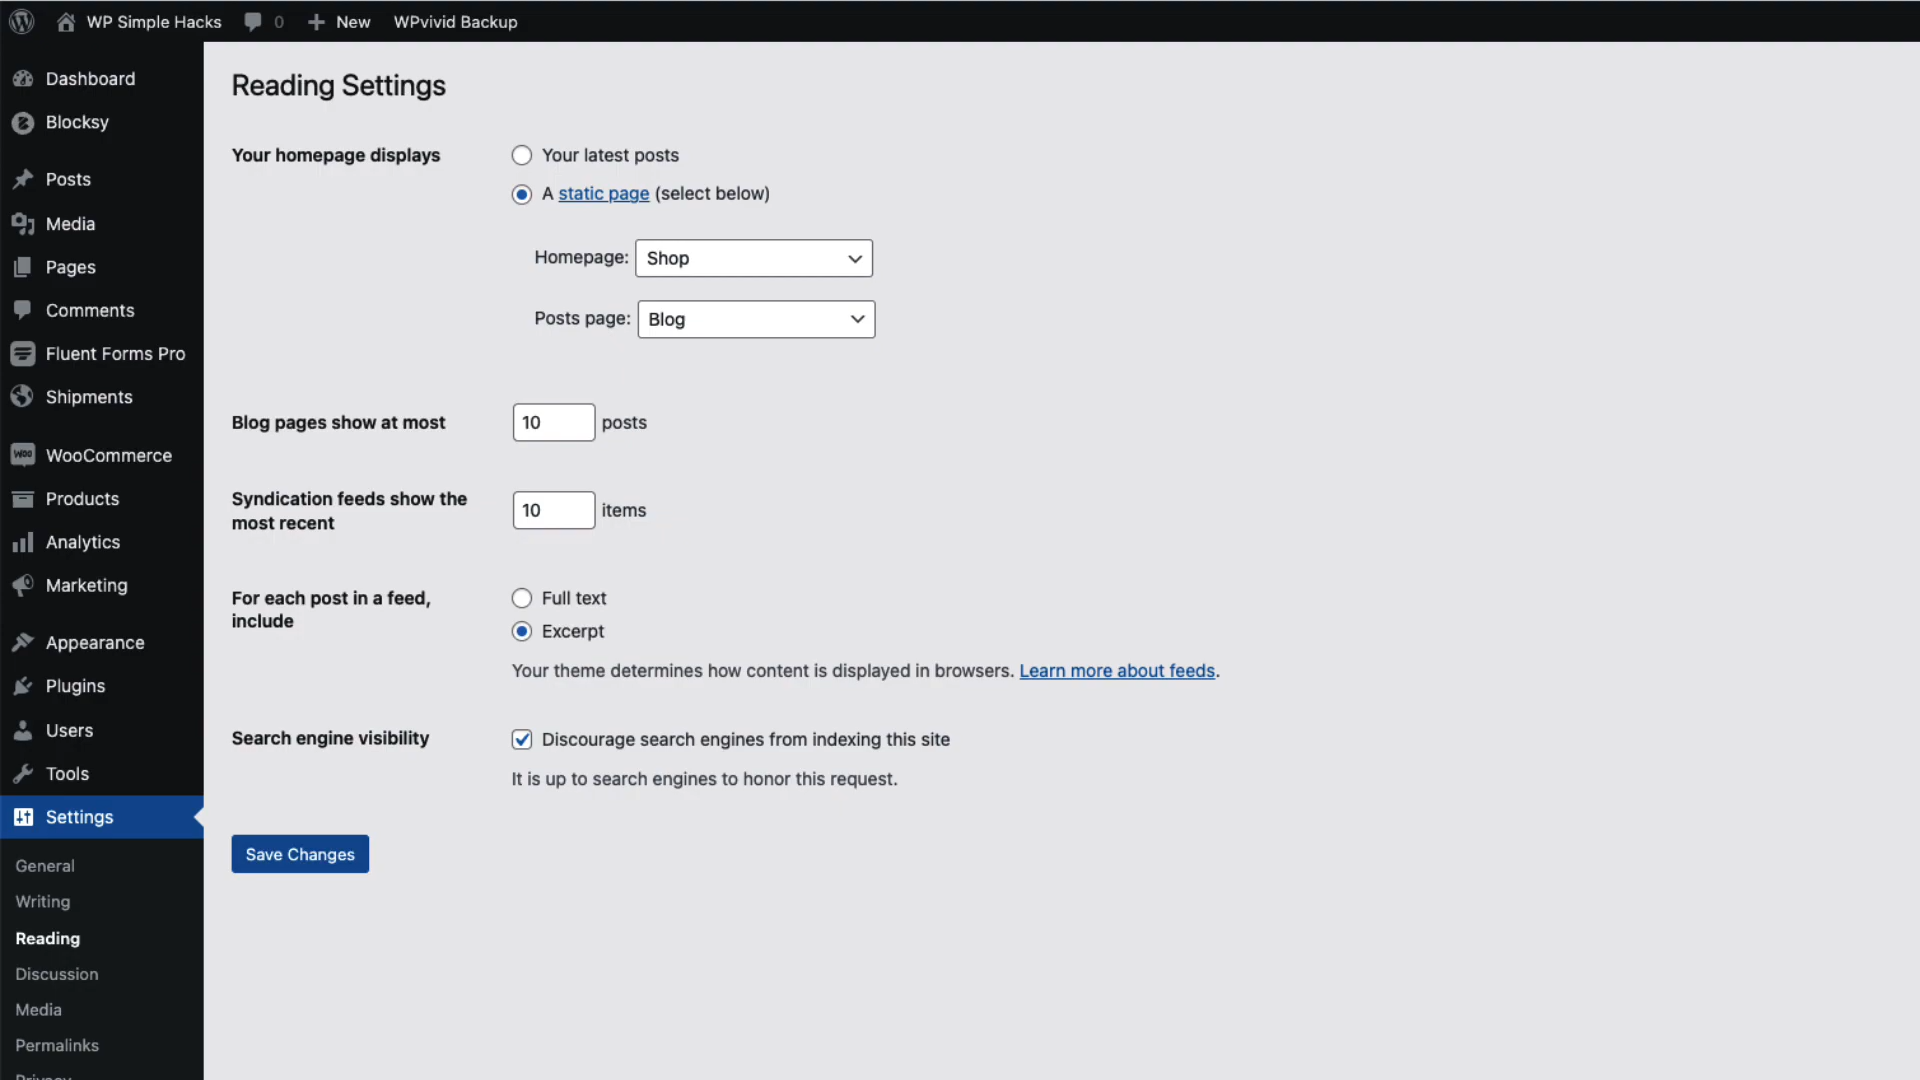 WP Simple Hacks 0 New WPvivid Backup
Dashboard
Blocksy
Posts
Media
Pages
Comments
Fluent Forms Pro
Shipments
WooCommerce
Products
Analytics
Marketing
Appearance
Plugins
Users
Tools
Settings
General
Writing
Reading
Discussion
Media
Permalinks
Privacy
Reading Settings
Your homepage displays
Your latest posts
A static page (select below)
Homepage: Shop
Posts page: Blog
Blog pages show at most 10 posts
Syndication feeds show the
most recent
10 items
For each post in a feed,
include
Full text
Excerpt
Your theme determines how content is displayed in browsers. Learn more about feeds.
Search engine visibility
Discourage search engines from indexing this site
It is up to search engines to honor this request.
Save Changes